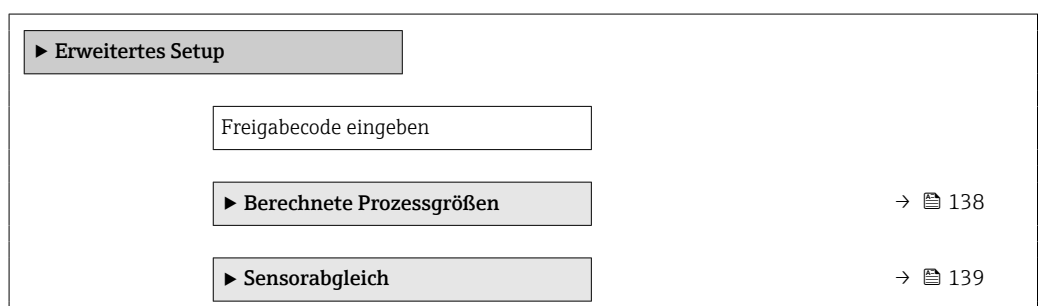 ▶ Erweitertes Setup
Freigabecode eingeben
▶ Berechnete Prozessgrößen → 138
▶ Sensorabgleich → 139